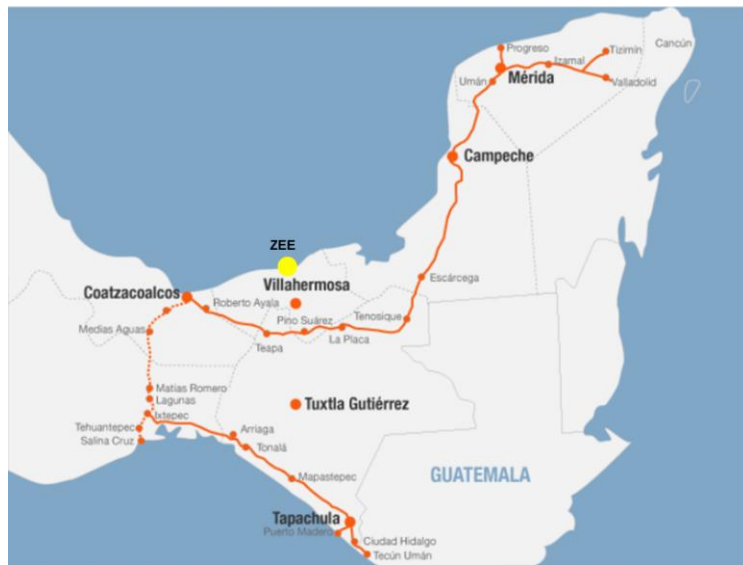 Progreso
Tizimín
Cancún
Mérida
Izamal
Umán
Valladolid
Campeche
ZEE
Villahermosa
Escárcega
Coatzacoalcos
Roberto Ayala
Pino Suárez
Tenosique
Medias Aguas
La Placa
Teapa
Matías Romero
Lagunas
Tuxtla Gutiérrez
Ixtepec
Tehuantepec
Arriaga
Salina Cruz
Tonalá
Mapastepec
GUATEMALA
Tapachula
Puerto Madero
Ciudad Hidalgo
Tecún Umán